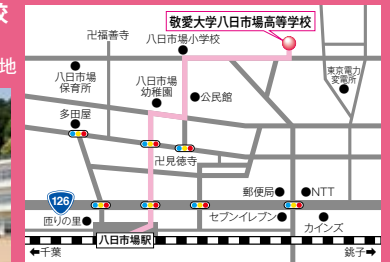 校
地
敬愛大学八日市場高等学校
卍福善寺
八日市場小学校
八日市場
保育所
八日市場
幼稚園
公民館
東京電力
変電所
多田屋
卍見徳寺
126
郵便局
NTT
匝りの里
セブンイレブン
カインズ
八日市場駅
←千葉
銚子→